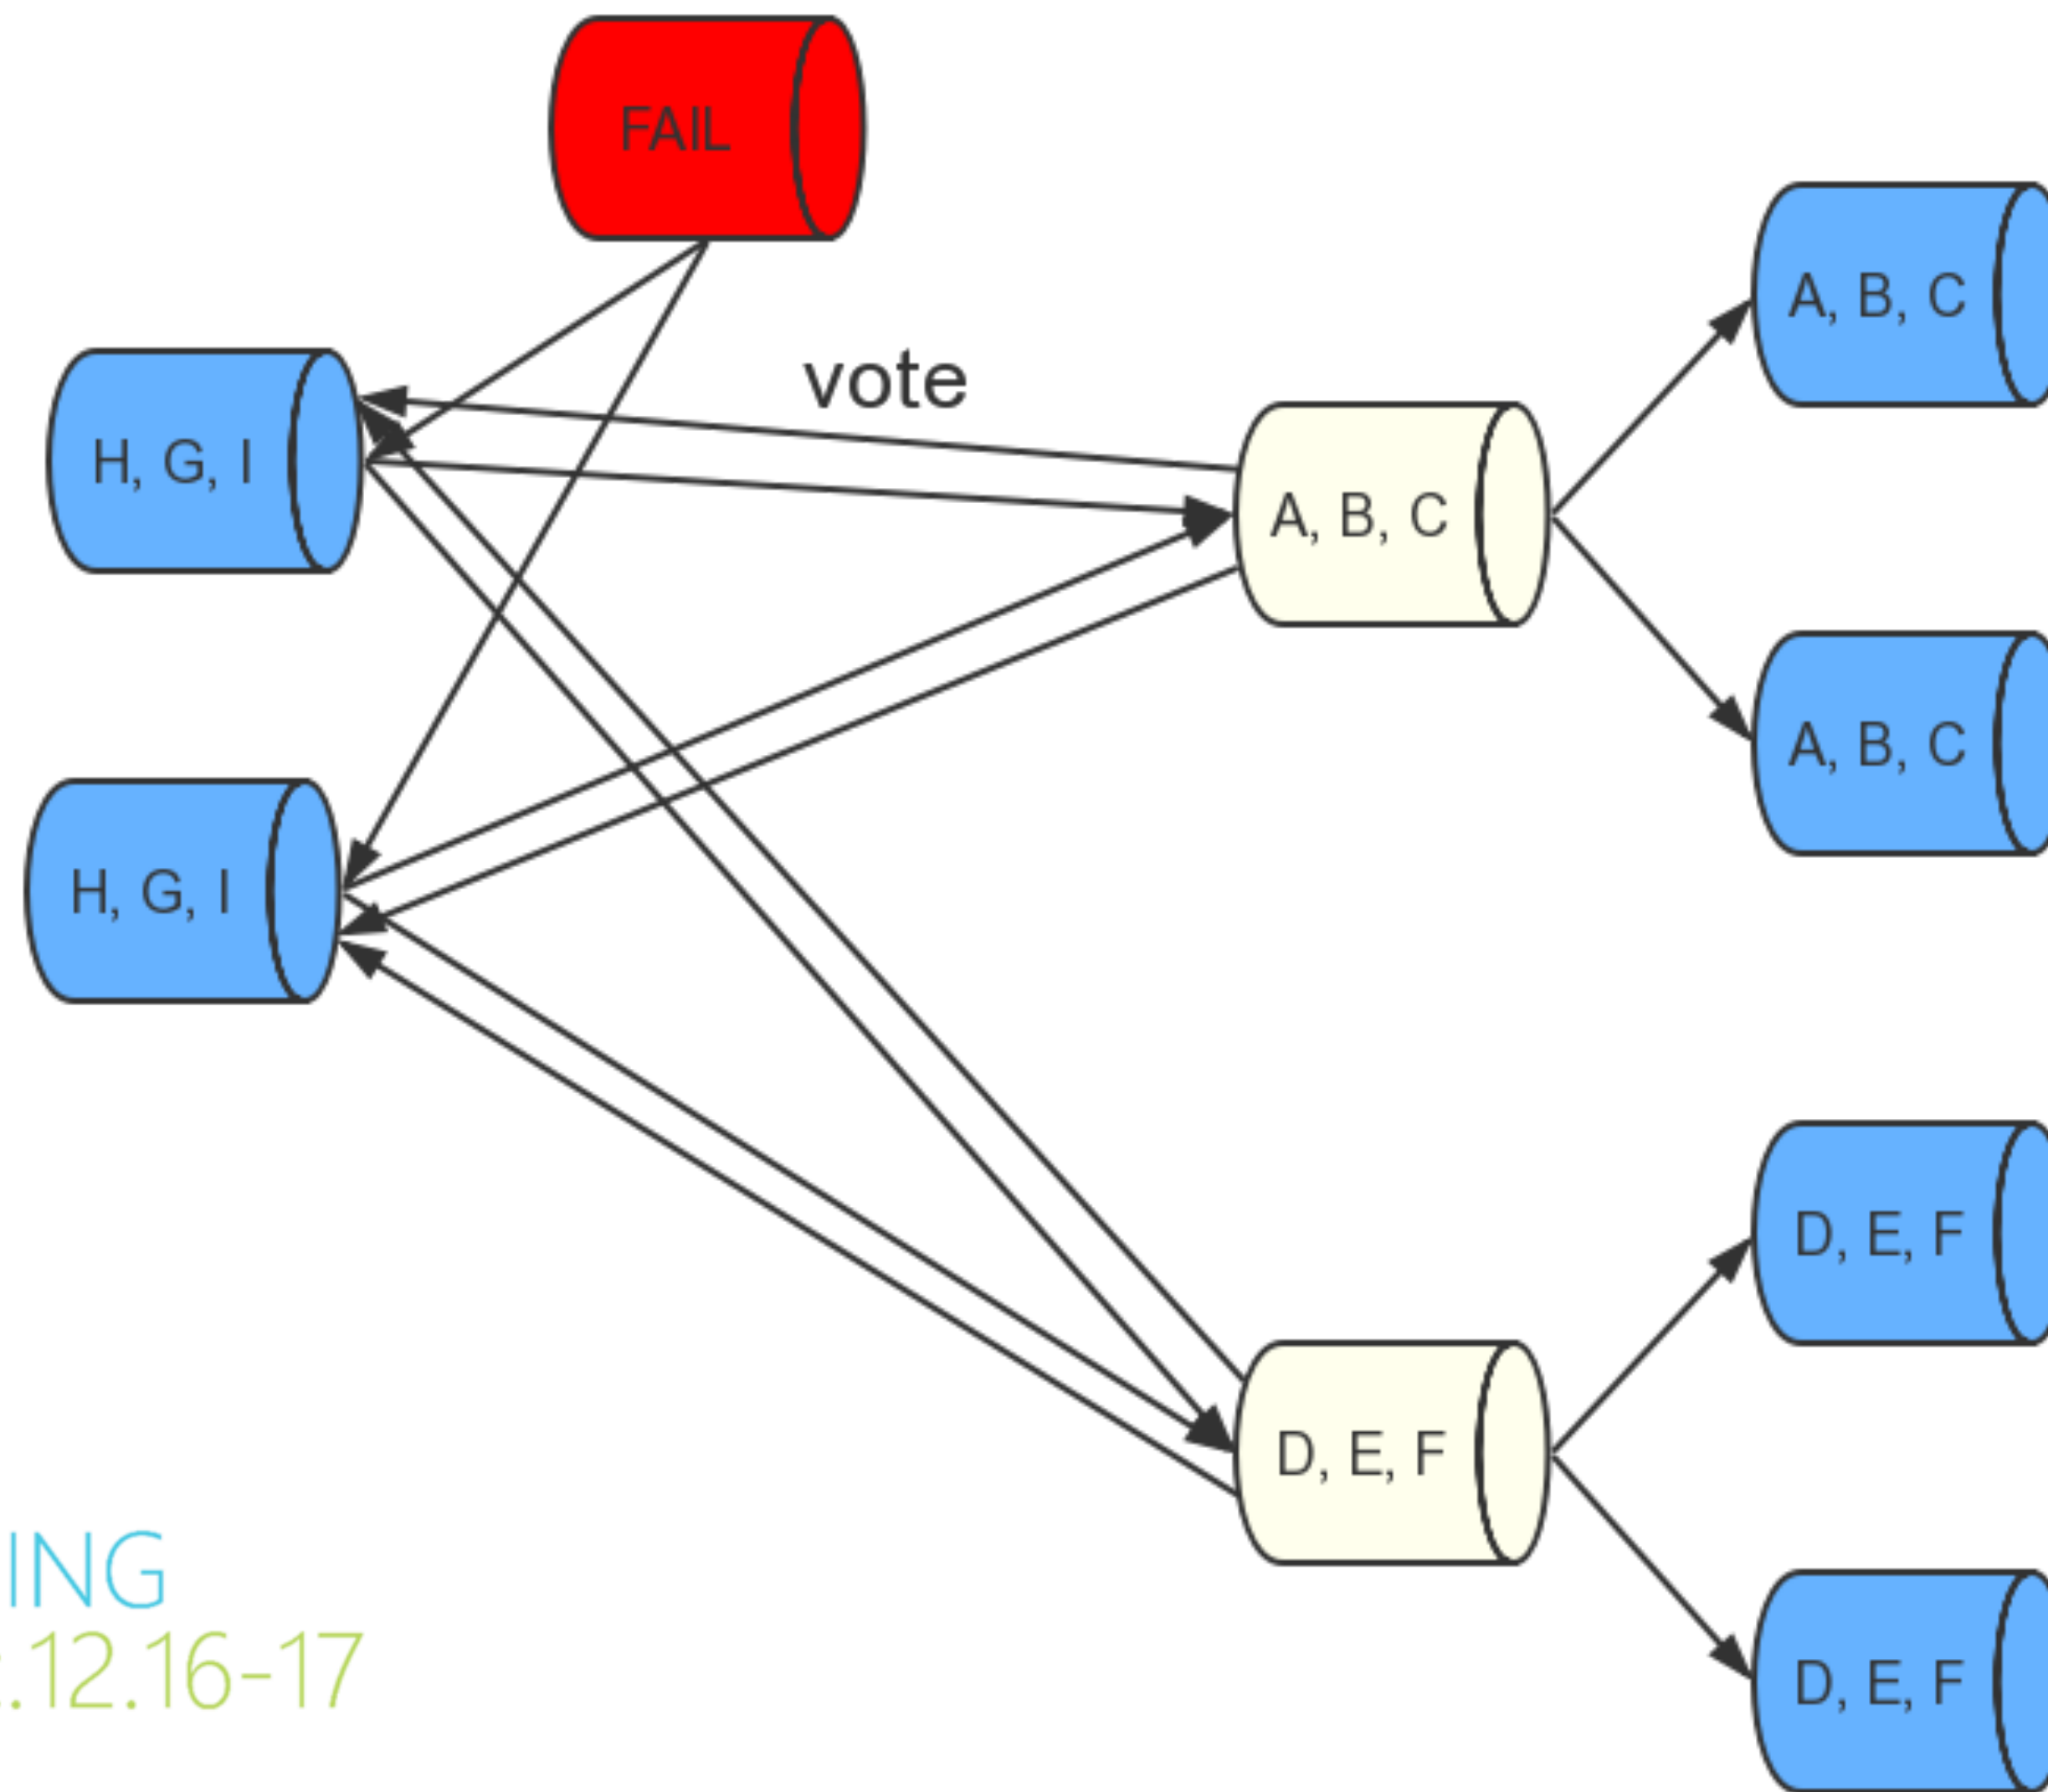 FAIL
A, B, C
vote
H, G, I
A, B, C
A, B, C
H, G, I
D, E, F
D, E, F
D, E, F
ING
.12.16-17